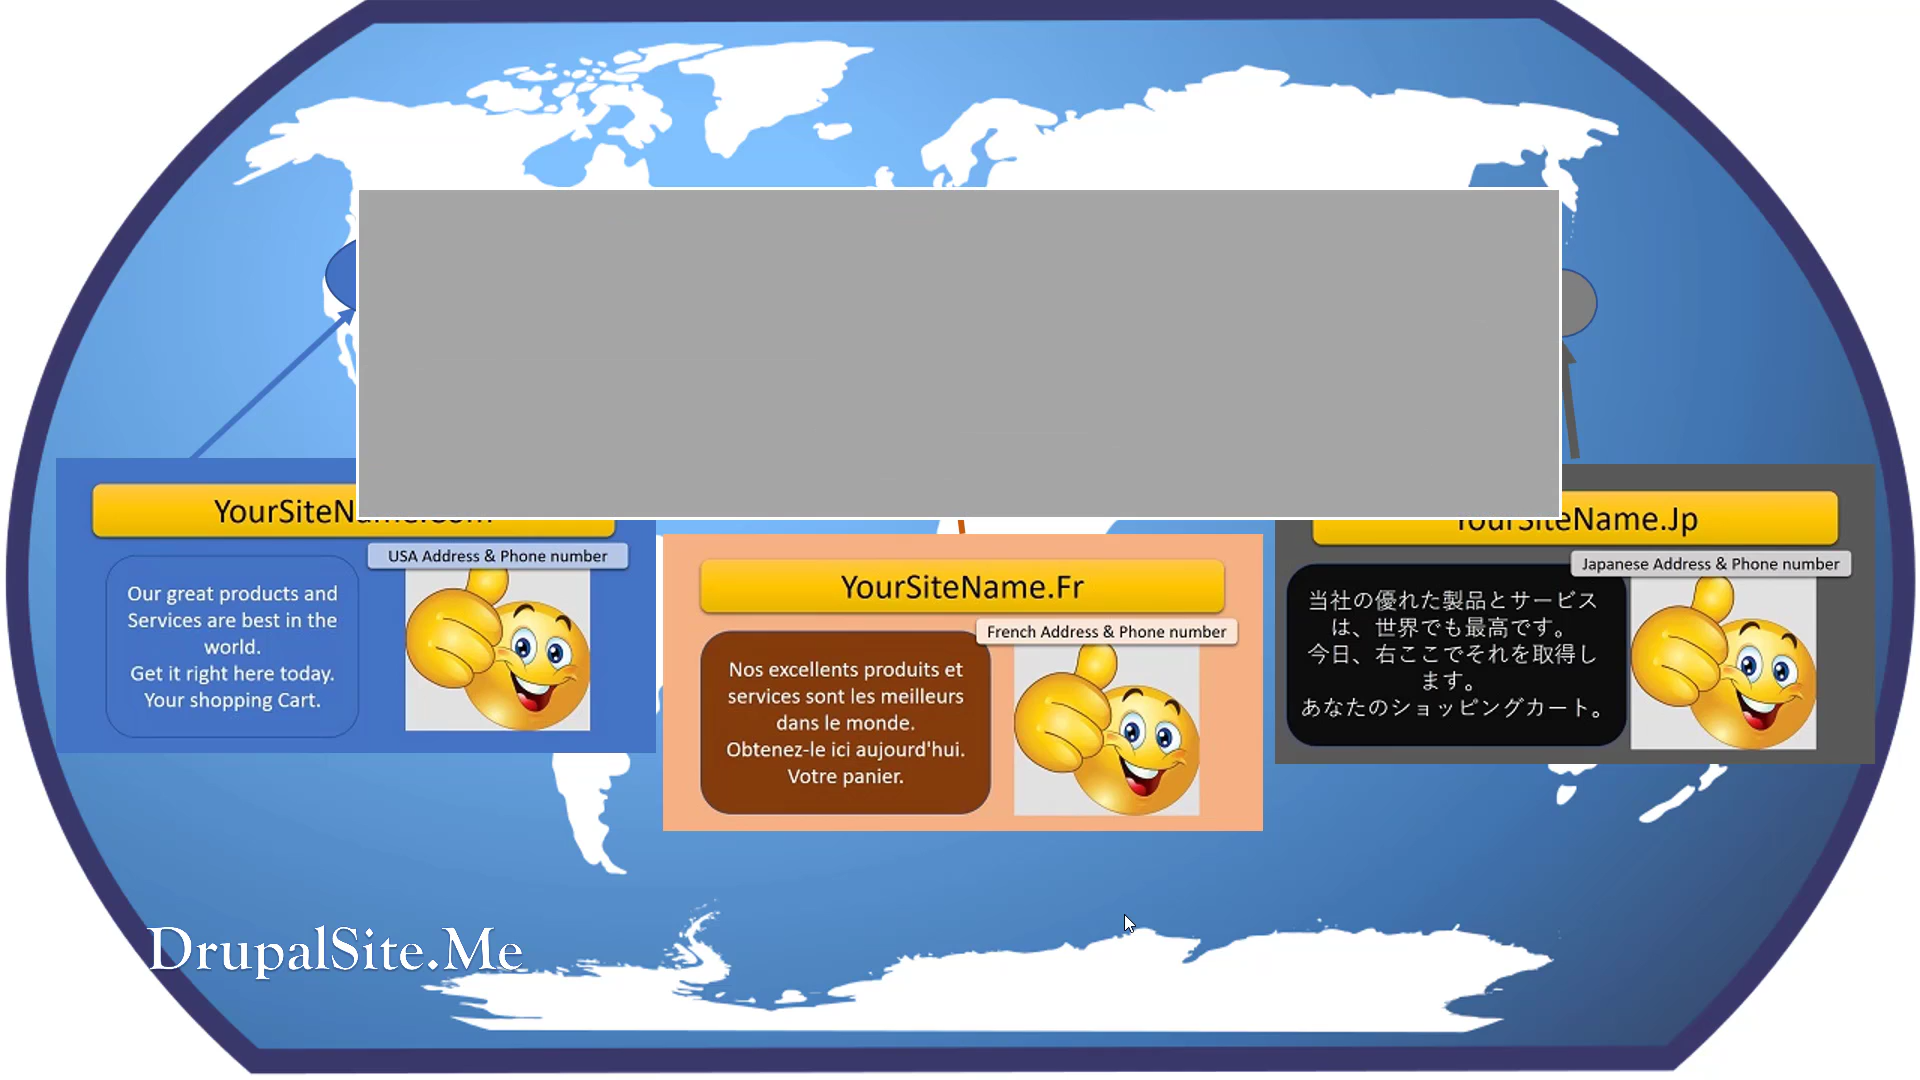 YourSiteName.Com
USA Address & Phone number
Our great products and
Services are best in the
world.
Get it right here today.
Your shopping Cart.
YourSiteName.Fr
French Address & Phone number
Nos excellents produits et
services sont les meilleurs
dans le monde.
Obtenez-le ici aujourd'hui.
Votre panier.
YourSiteName.Jp
Japanese Address & Phone number
当社の優れた製品とサービス
は、世界でも最高です。
今日、右ここでそれを取得し
ます。
あなたのショッピングカート。
DrupalSite.Me